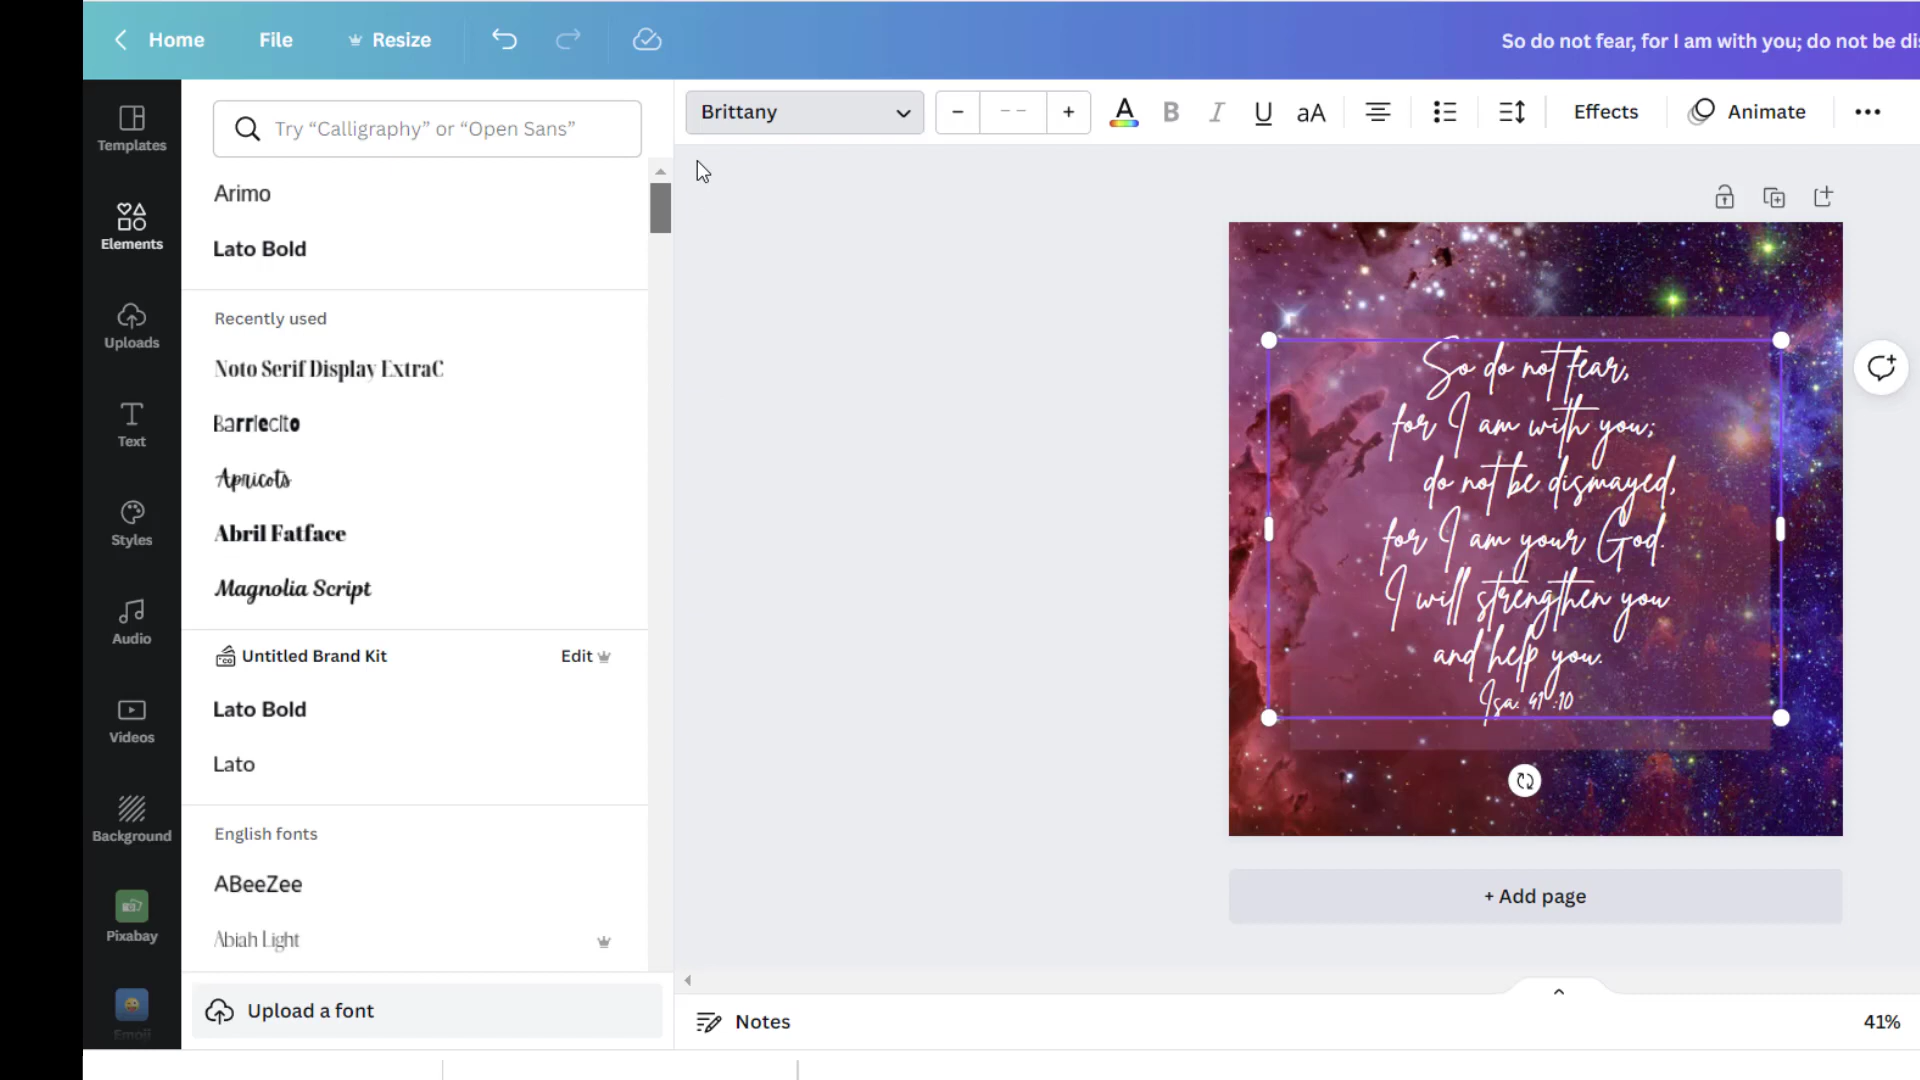 Home
File
Resize
So do not fear, for I am with you; do not be dis
Templates
Elements
Uploads
Text
Styles
Audio
Videos
Background
Pixabay
Emoji
Try “Calligraphy” or “Open Sans”
Arimo
Lato Bold
Recently used
Noto Serif Display ExtraC
Barriecito
Apricots
Abril Fatface
Magnolia Script
Untitled Brand Kit
Edit
Lato Bold
Lato
English fonts
ABeeZee
Abiah Light
Upload a font
Brittany
– -- +
A B I U aA
Effects
Animate
So do not fear,
for I am with you;
do not be dismayed,
for I am your God.
I will strengthen you
and help you.
Isa. 41:10
+ Add page
Notes
41%